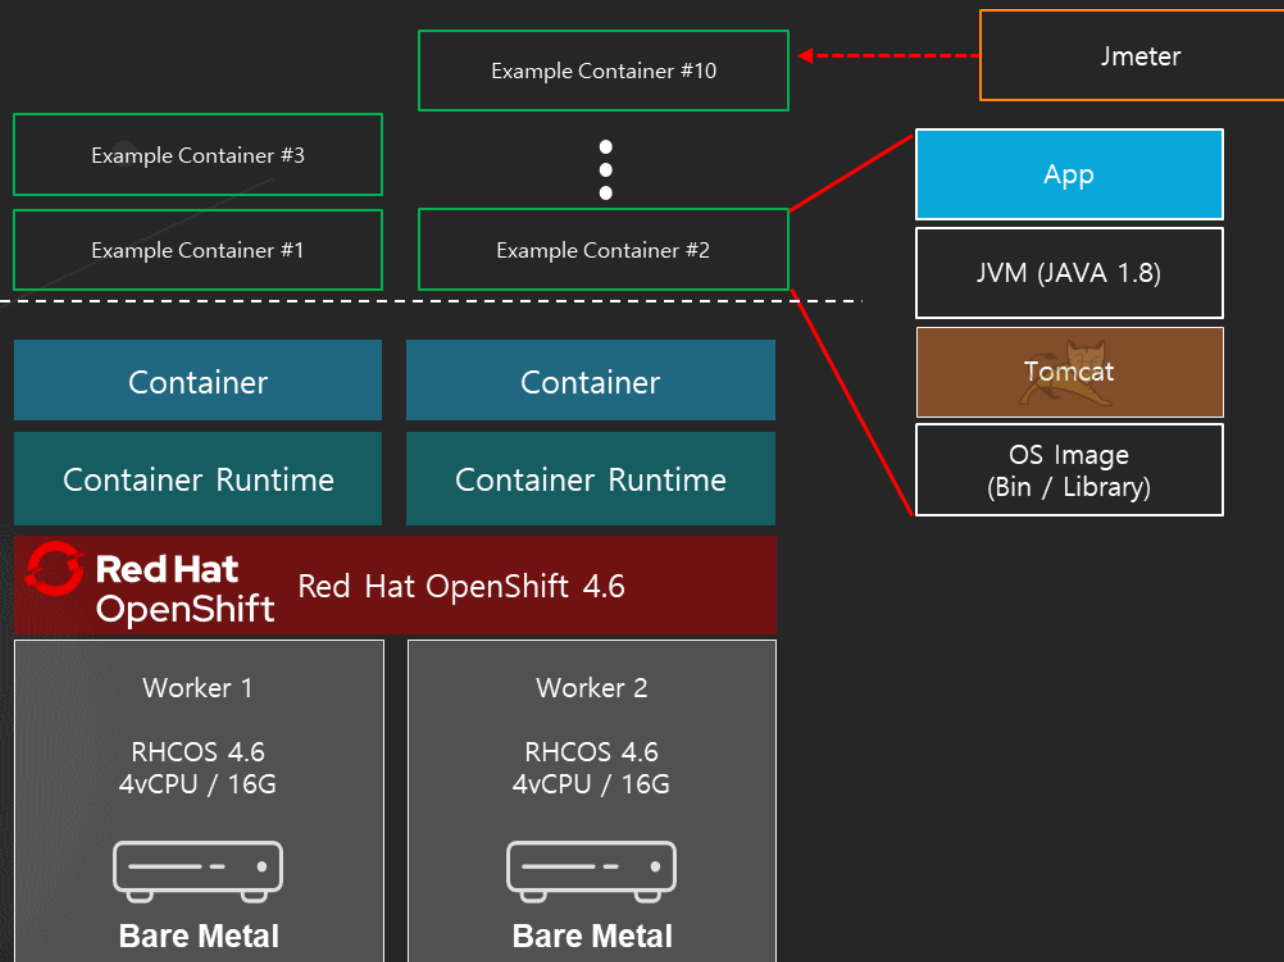 Example Container #10
Jmeter
Example Container #3
Example Container #1
Example Container #2
App
JVM (JAVA 1.8)
Tomcat
OS Image
(Bin / Library)
Container
Container
Container Runtime
Container Runtime
Red Hat
OpenShift
Red Hat OpenShift 4.6
Worker 1
RHCOS 4.6
4vCPU / 16G
Bare Metal
Worker 2
RHCOS 4.6
4vCPU / 16G
Bare Metal